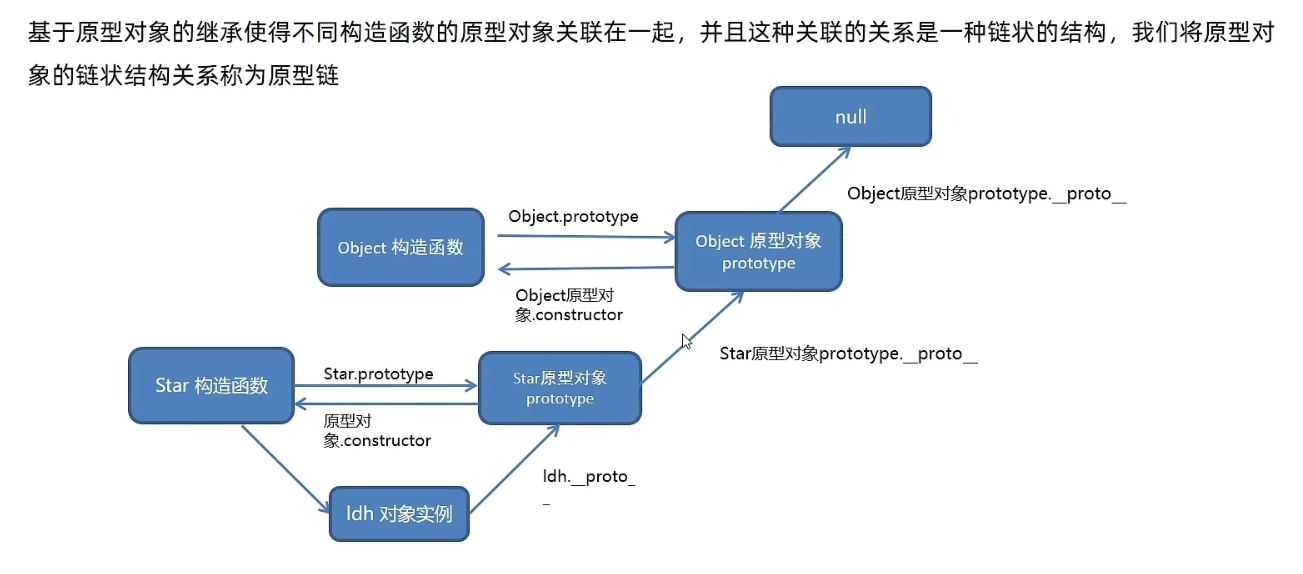 基于原型对象的继承使得不同构造函数的原型对象关联在一起，并且这种关联的关系是一种链状的结构，我们将原型对
象的链状结构关系称为原型链
null
Object原型对象prototype.__proto__
Object.prototype
Object 构造函数
Object 原型对象
prototype
Object原型对
象.constructor
Star原型对象prototype.__proto__
Star 构造函数
Star.prototype
Star原型对象
prototype
原型对
象.constructor
ldh.__proto_
_
ldh 对象实例